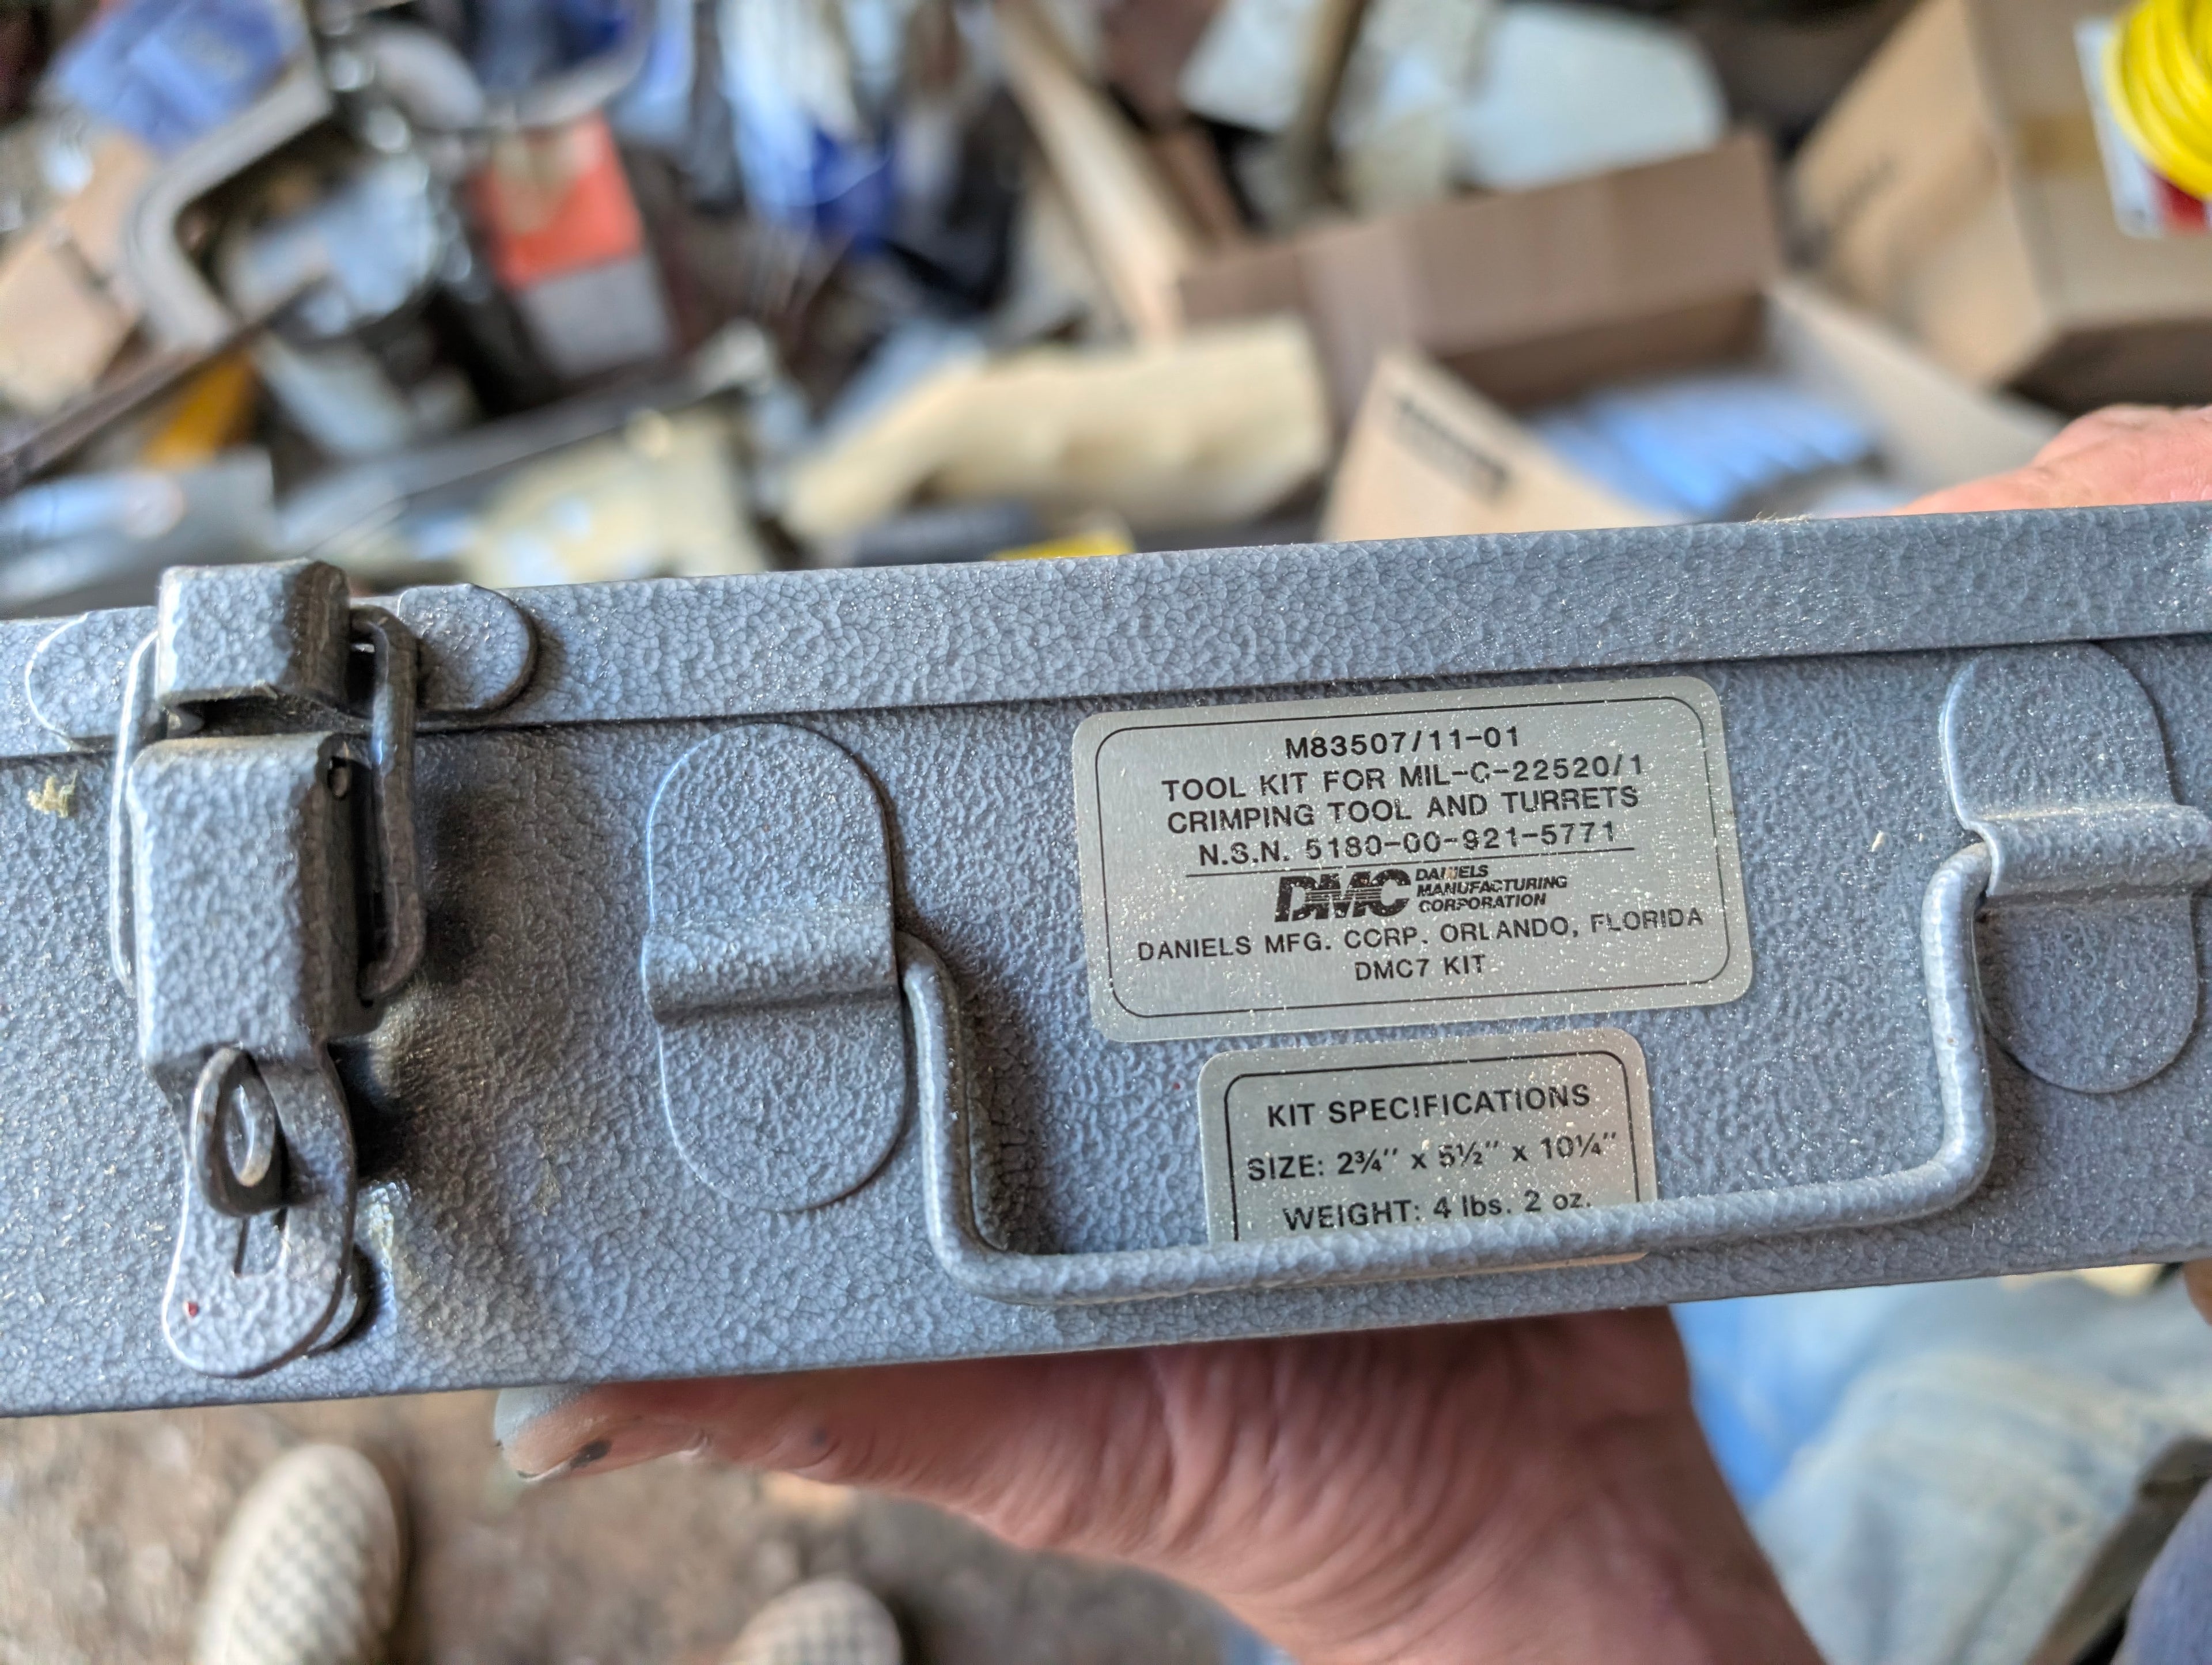 M83507/11-01
TOOL KIT FOR MIL-C-22520/1
CRIMPING TOOL AND TURRETS
N.S.N. 5180-00-921-5771
DMC DANIELS
MANUFACTURING
CORPORATION
DANIELS MFG. CORP. ORLANDO, FLORIDA
DMC7 KIT
KIT SPECIFICATIONS
SIZE: 2¾" x 5½" x 10¼"
WEIGHT: 4 lbs. 2 oz.